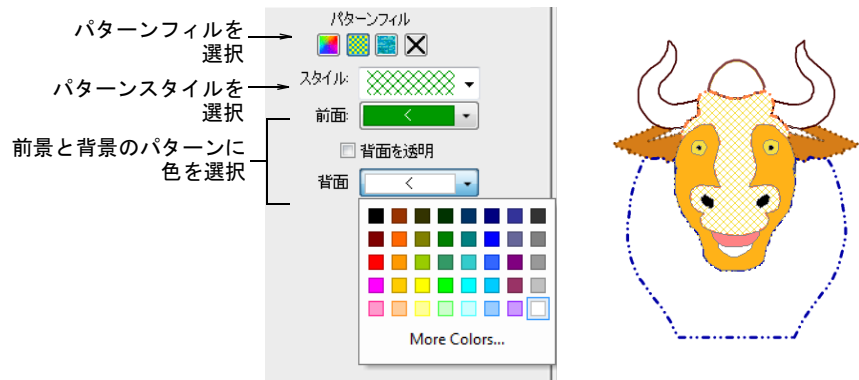 パターンフィルを
選択
パターンスタイルを
選択
前景と背景のパターンに
色を選択
パターンフィル
スタイル:
前面:
背面を透明
背面
More Colors...